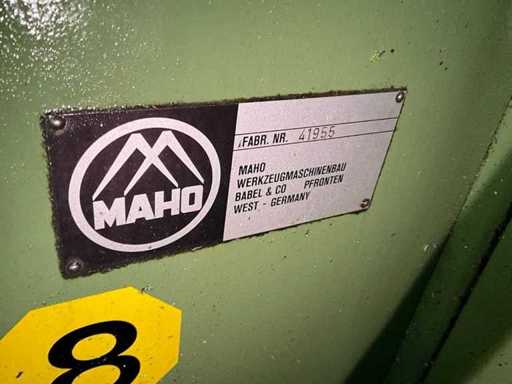 MAHO
FABR. NR. 41955
MAHO
WERKZEUGMASCHINENBAU
BABEL & CO PFRONTEN
WEST - GERMANY
8